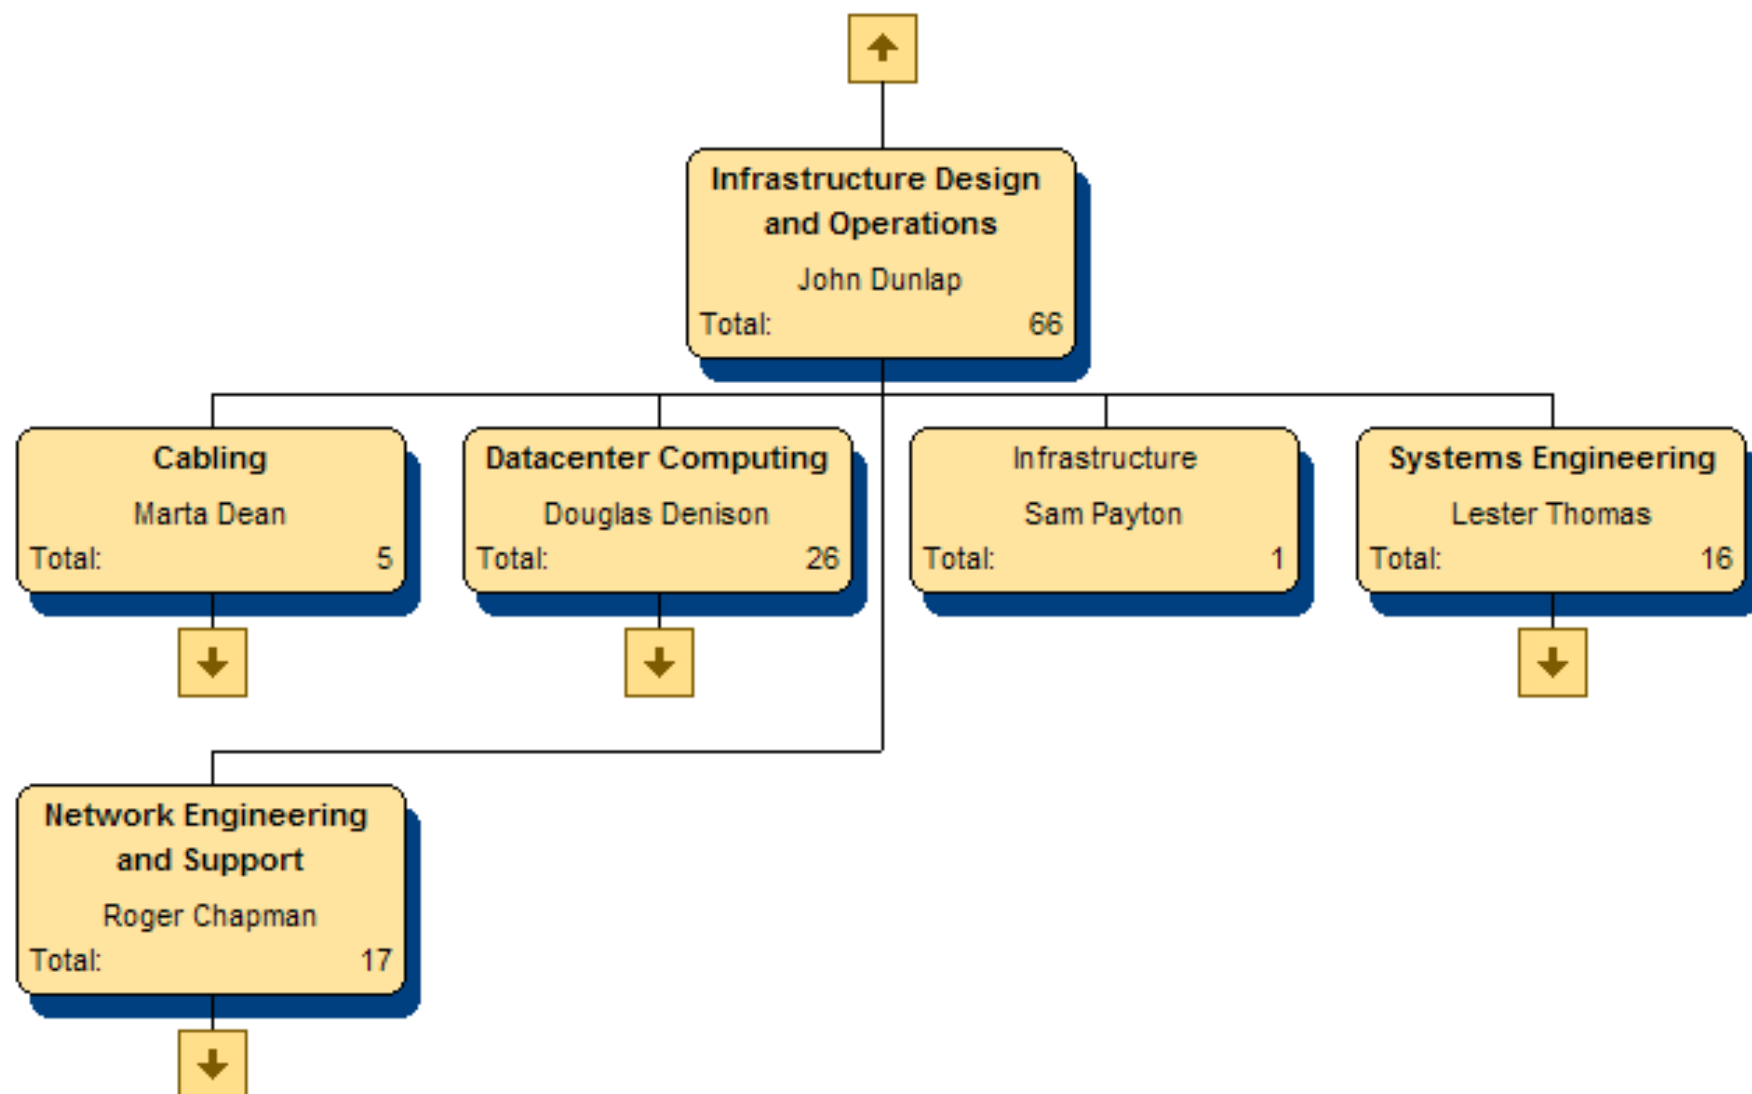 Infrastructure Design
and Operations
John Dunlap
Total: 66
Cabling
Marta Dean
Total: 5
Datacenter Computing
Douglas Denison
Total: 26
Infrastructure
Sam Payton
Total: 1
Systems Engineering
Lester Thomas
Total: 16
Network Engineering
and Support
Roger Chapman
Total: 17